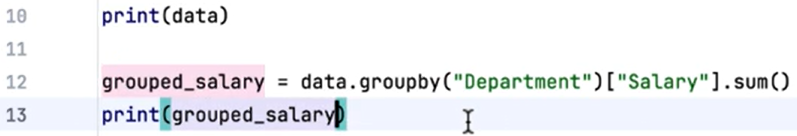 10 print(data)
11
12 grouped_salary = data.groupby("Department")["Salary"].sum()
13 print(grouped_salary)